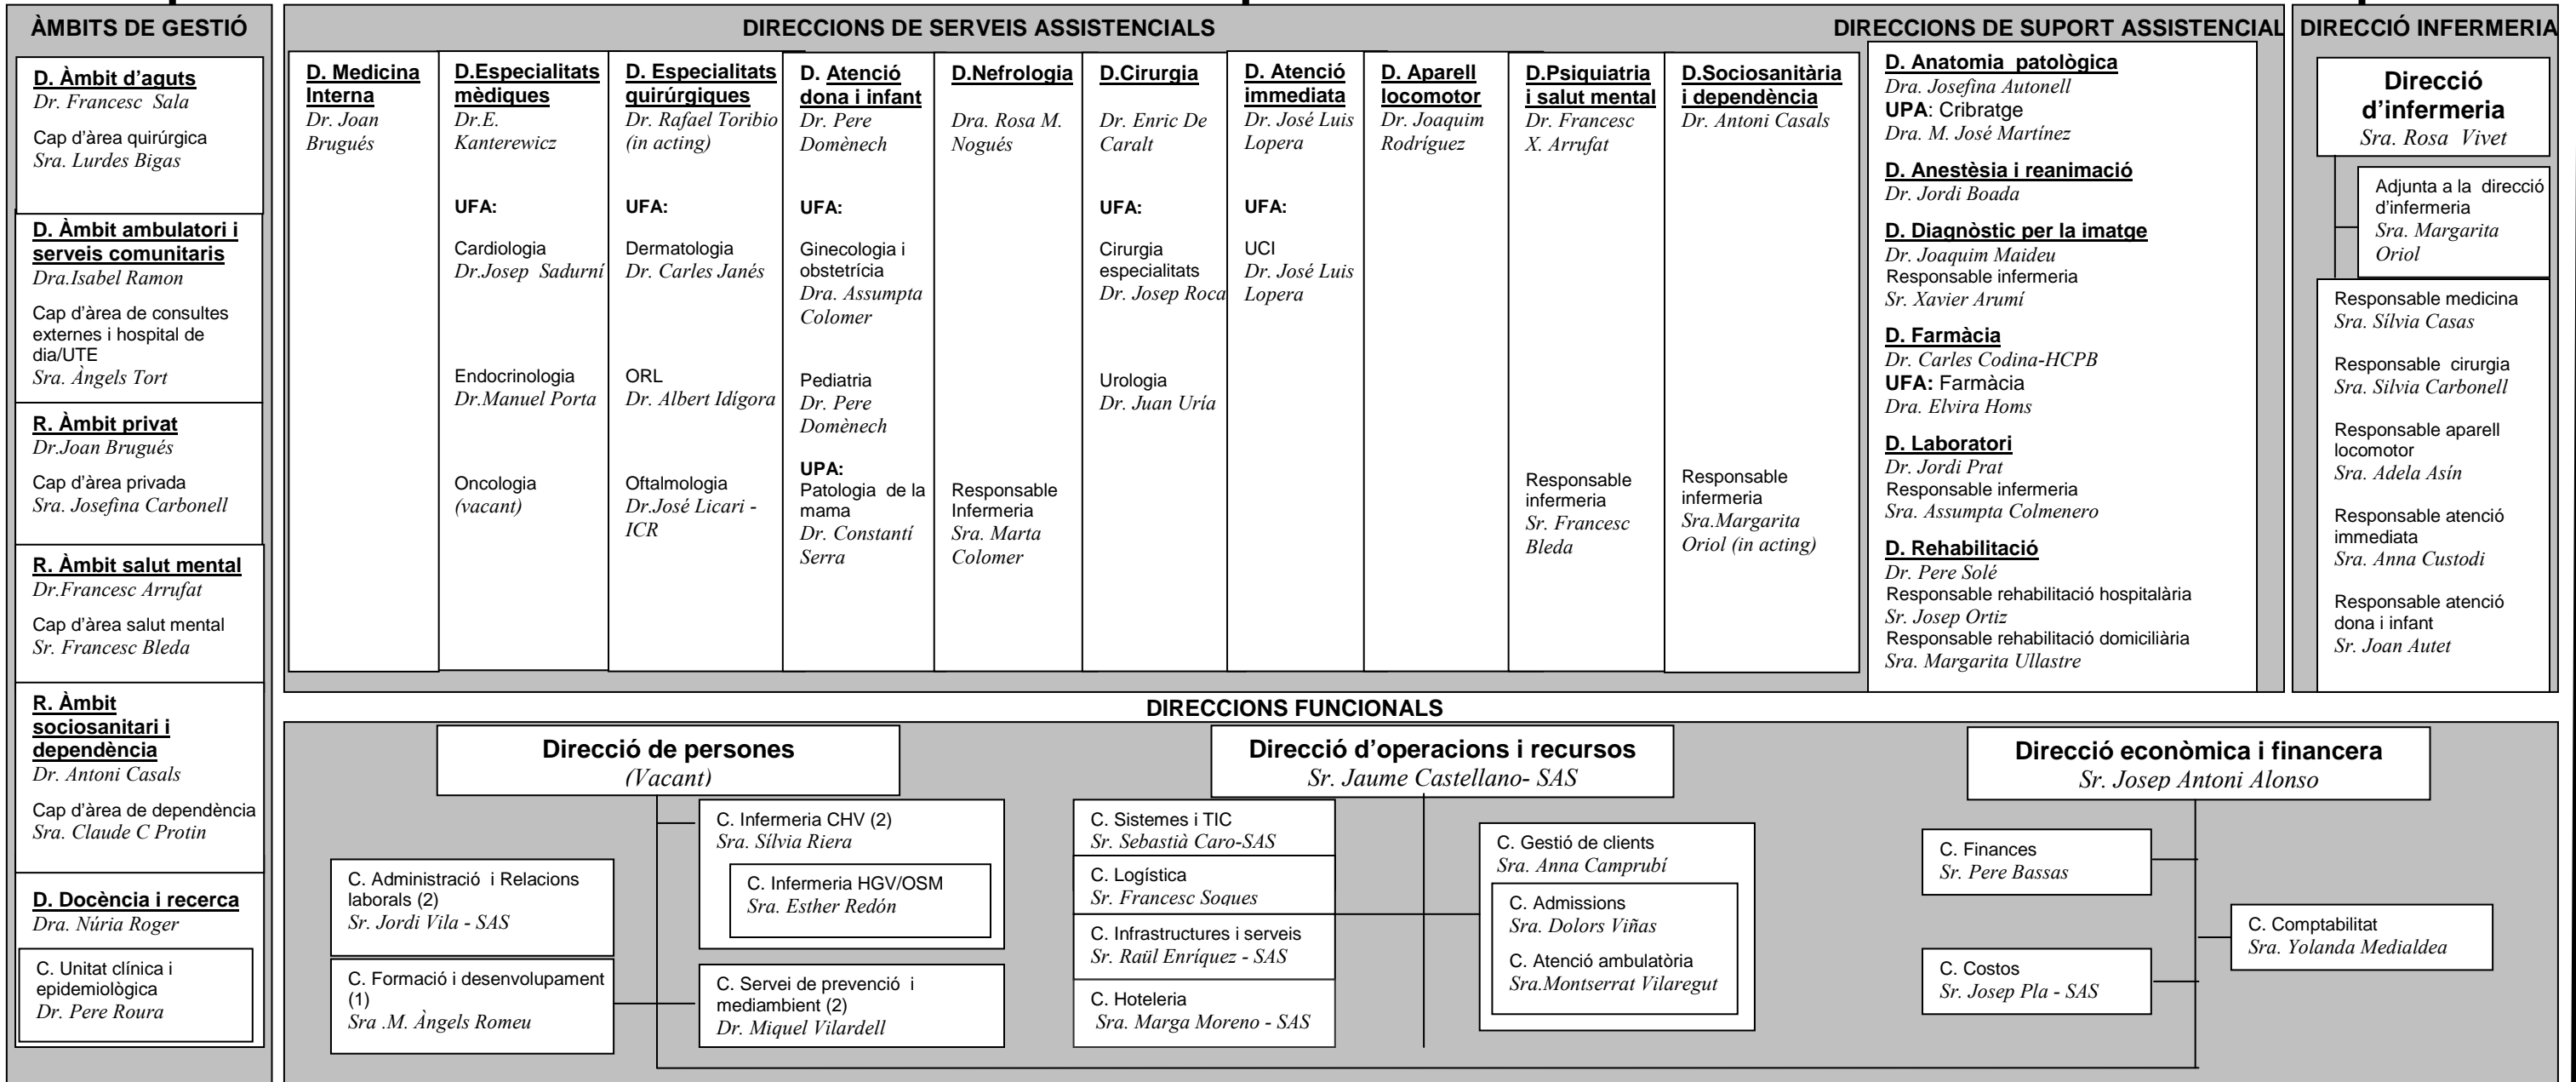 ÀMBITS DE GESTIÓ
D. Àmbit d'aguts
Dr. Francesc Sala
Cap d'àrea quirúrgica
Sra. Lurdes Bigas
D. Àmbit ambulatori i
serveis comunitaris
Dra.Isabel Ramon
Cap d'àrea de consultes
externes i hospital de
dia/UTE
Sra. Àngels Tort
R. Àmbit privat
Dr.Joan Brugués
Cap d'àrea privada
Sra. Josefina Carbonell
R. Àmbit salut mental
Dr.Francesc Arrufat
Cap d'àrea salut mental
Sr. Francesc Bleda
R. Àmbit
sociosanitari i
dependència
Dr. Antoni Casals
Cap d'àrea de dependència
Sra. Claude C Protin
D. Docència i recerca
Dra. Núria Roger
C. Unitat clínica i
epidemiològica
Dr. Pere Roura
DIRECCIONS DE SERVEIS ASSISTENCIALS
D. Medicina
Interna
Dr. Joan
Brugués
D.Especialitats
mèdiques
Dr.E.
Kanterewicz
UFA:
Cardiologia
Dr.Josep Sadurní
Endocrinologia
Dr.Manuel Porta
Oncologia
(vacant)
D. Especialitats
quirúrgiques
Dr. Rafael Toribio
(in acting)
UFA:
Dermatologia
Dr. Carles Janés
ORL
Dr. Albert Idígora
Oftalmologia
Dr.José Licari -
ICR
D. Atenció
dona i infant
Dr. Pere
Domènech
UFA:
Ginecologia i
obstetrícia
Dra. Assumpta
Colomer
Pediatria
Dr. Pere
Domènech
UPA:
Patologia de la
mama
Dr. Constantí
Serra
D.Nefrologia
Dra. Rosa M.
Nogués
Responsable
Infermeria
Sra. Marta
Colomer
D.Cirurgia
Dr. Enric De
Caralt
UFA:
Cirurgia
especialitats
Dr. Josep Roca
Urologia
Dr. Juan Uría
D. Atenció
immediata
Dr. José Luis
Lopera
UFA:
UCI
Dr. José Luis
Lopera
D. Aparell
locomotor
Dr. Joaquim
Rodríguez
D.Psiquiatria
i salut mental
Dr. Francesc
X. Arrufat
Responsable
infermeria
Sr. Francesc
Bleda
D.Sociosanitària
i dependència
Dr. Antoni Casals
Responsable
infermeria
Sra.Margarita
Oriol (in acting)
DIRECCIONS DE SUPORT ASSISTENCIAL
D. Anatomia patològica
Dra. Josefina Autonell
UPA: Cribratge
Dra. M. José Martínez
D. Anestèsia i reanimació
Dr. Jordi Boada
D. Diagnòstic per la imatge
Dr. Joaquim Maideu
Responsable infermeria
Sr. Xavier Arumí
D. Farmàcia
Dr. Carles Codina-HCPB
UFA: Farmàcia
Dra. Elvira Homs
D. Laboratori
Dr. Jordi Prat
Responsable infermeria
Sra. Assumpta Colmenero
D. Rehabilitació
Dr. Pere Solé
Responsable rehabilitació hospitalària
Sr. Josep Ortiz
Responsable rehabilitació domiciliària
Sra. Margarita Ullastre
DIRECCIÓ INFERMERIA
Direcció
d'infermeria
Sra. Rosa Vivet
Adjunta a la direcció
d'infermeria
Sra. Margarita
Oriol
Responsable medicina
Sra. Sílvia Casas
Responsable cirurgia
Sra. Silvia Carbonell
Responsable aparell
locomotor
Sra. Adela Asín
Responsable atenció
immediata
Sra. Anna Custodi
Responsable atenció
dona i infant
Sr. Joan Autet
DIRECCIONS FUNCIONALS
Direcció de persones
(Vacant)
C. Infermeria CHV (2)
Sra. Sílvia Riera
C. Infermeria HGV/OSM
Sra. Esther Redón
C. Administració i Relacions
laborals (2)
Sr. Jordi Vila - SAS
C. Formació i desenvolupament
(1)
Sra .M. Àngels Romeu
C. Servei de prevenció i
mediambient (2)
Dr. Miquel Vilardell
Direcció d'operacions i recursos
Sr. Jaume Castellano- SAS
C. Sistemes i TIC
Sr. Sebastià Caro-SAS
C. Logística
Sr. Francesc Sogues
C. Infrastructures i serveis
Sr. Raül Enríquez - SAS
C. Hoteleria
Sra. Marga Moreno - SAS
C. Gestió de clients
Sra. Anna Camprubí
C. Admissions
Sra. Dolors Viñas
C. Atenció ambulatòria
Sra.Montserrat Vilaregut
Direcció econòmica i financera
Sr. Josep Antoni Alonso
C. Finances
Sr. Pere Bassas
C. Comptabilitat
Sra. Yolanda Medialdea
C. Costos
Sr. Josep Pla - SAS